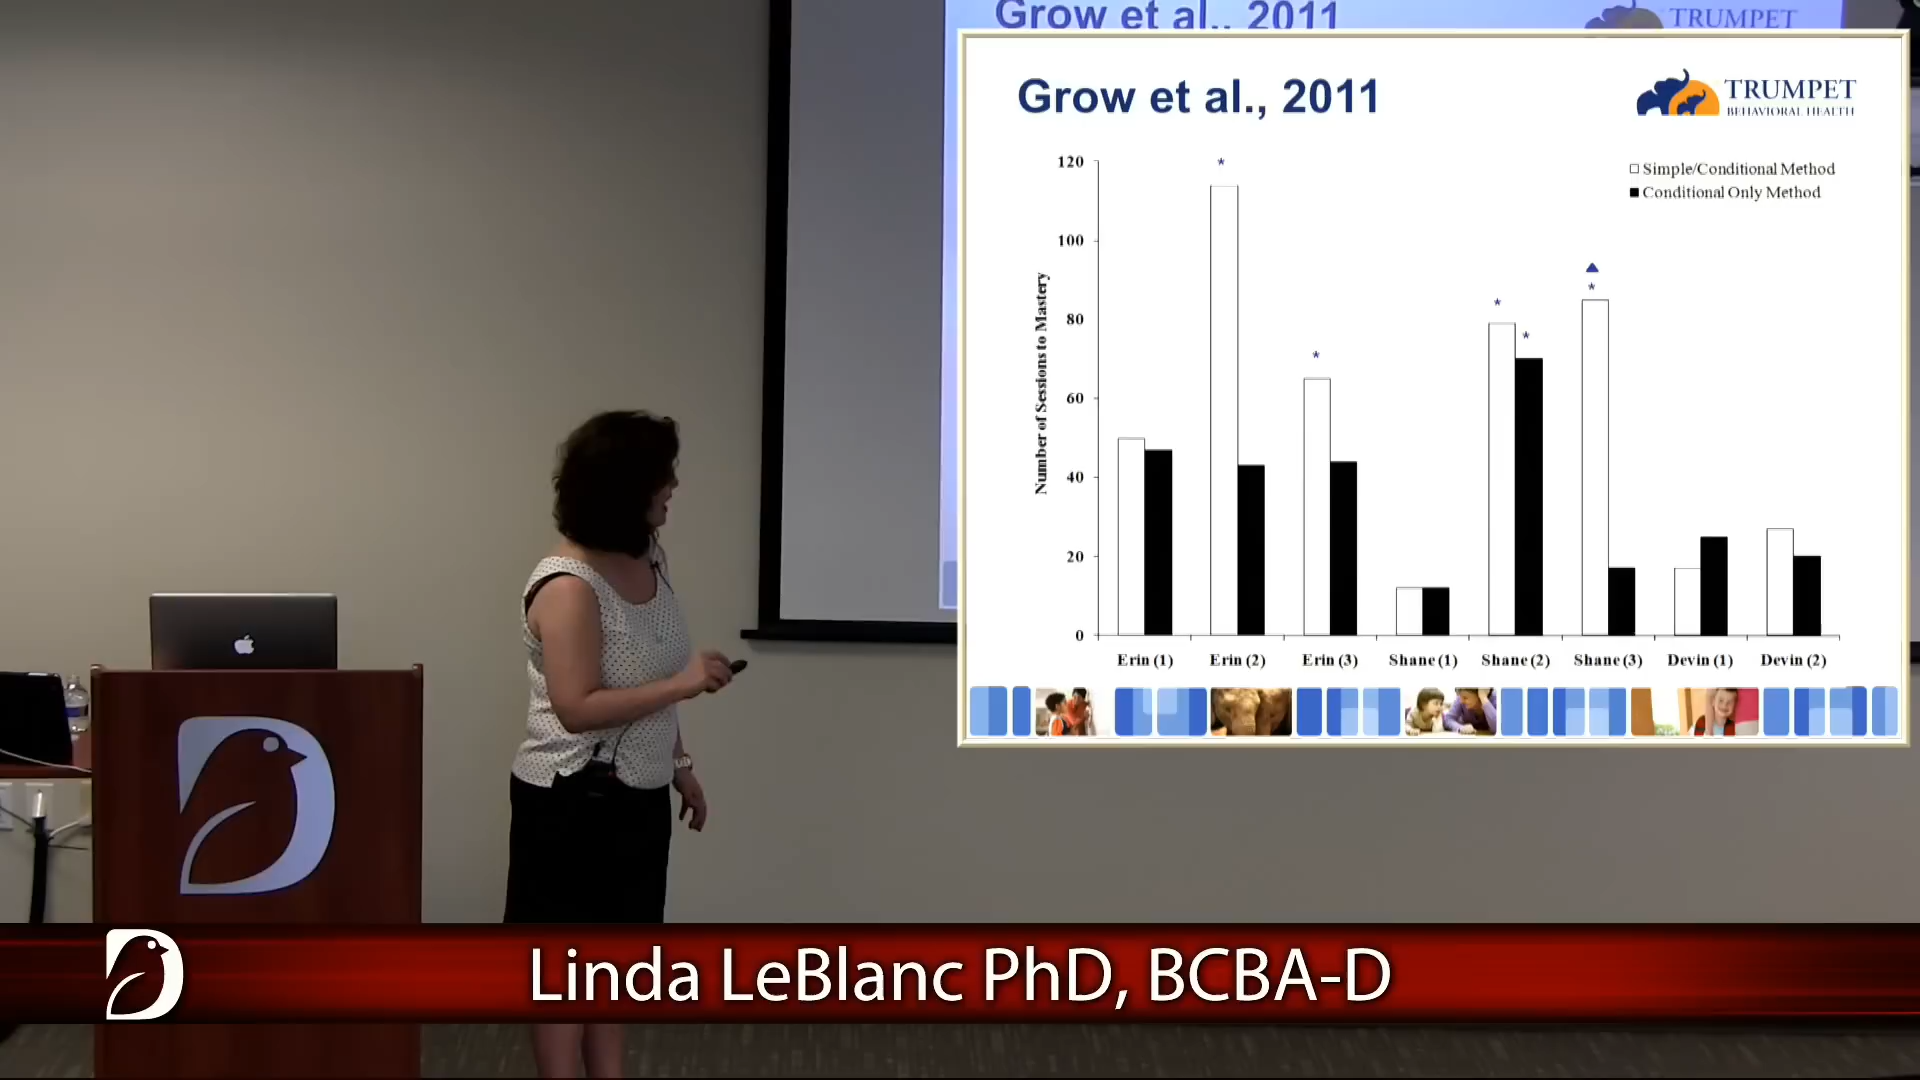 Grow et al., 2011
TRUMPET
Grow et al., 2011
TRUMPET
BEHAVIORAL HEALTH
Simple/Conditional Method
Conditional Only Method
Number of Sessions to Mastery
120
100
80
60
40
20
0
Erin (1)
Erin (2)
Erin (3)
Shane (1)
Shane (2)
Shane (3)
Devin (1)
Devin (2)
Linda LeBlanc PhD, BCBA-D